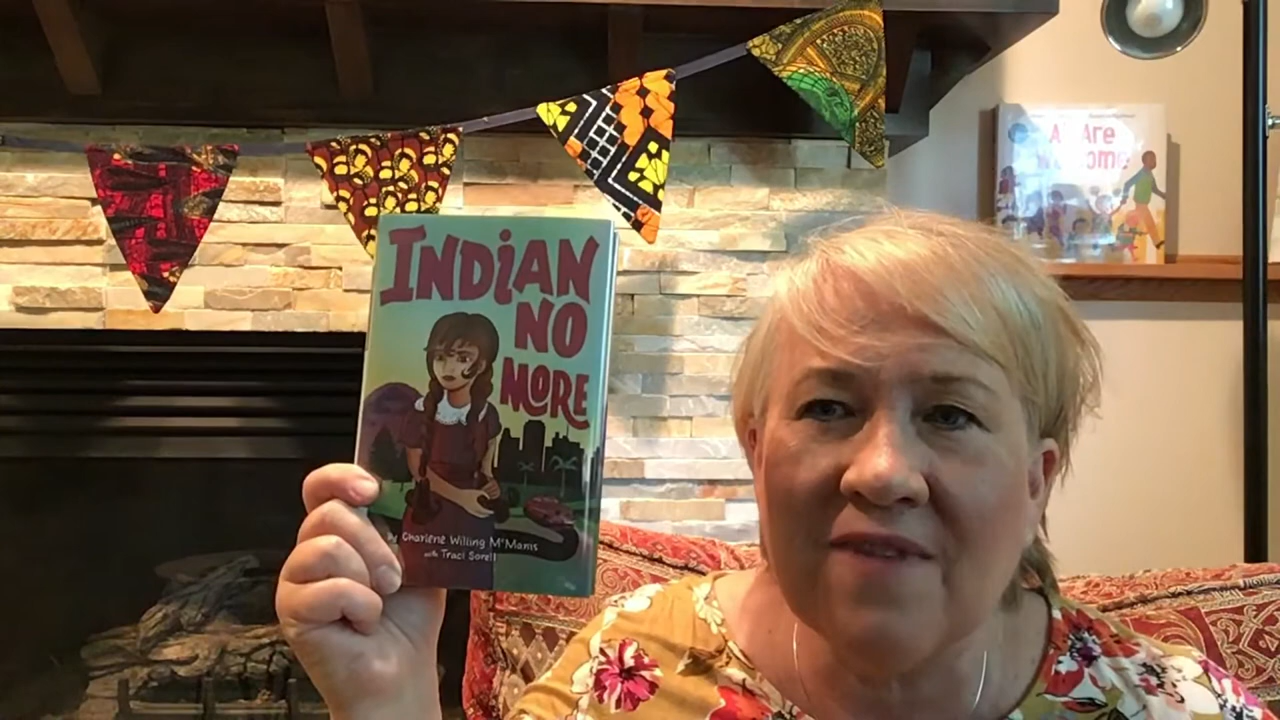 INDiAN
NO
MORE
By Charlene Willing McManis
with Traci Sorell
All Are
Welcome